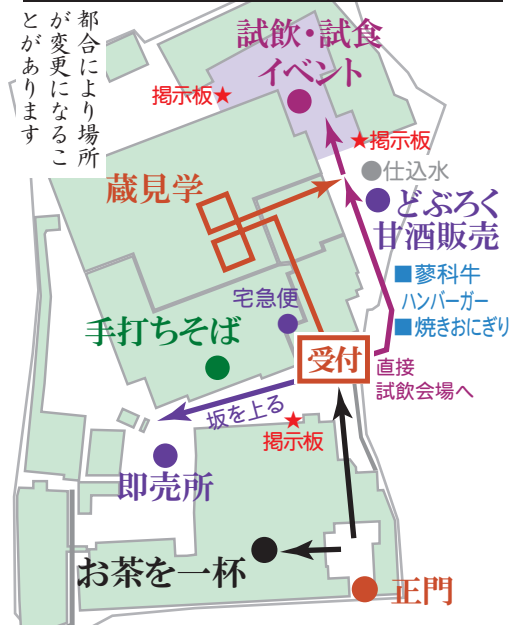 都合により場所
が変更になるこ
とがあります
試飲・試食
イベント
掲示板★
★掲示板
●仕込水
蔵見学
どぶろく
甘酒販売
■蓼科牛
ハンバーガー
■焼きおにぎり
宅急便
手打ちそば
受付
直接
試飲会場へ
坂を上る
★
掲示板
即売所
お茶を一杯
正門